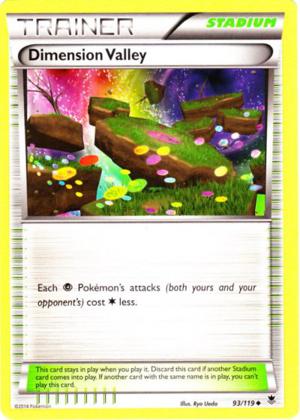 TRAINER
STADIUM
Dimension Valley
Each Pokémon's attacks (both yours and your
opponent's) cost less.
This card stays in play when you play it. Discard this card if another Stadium
card comes into play. If another card with the same name is in play, you can't
play this card.
©2014 Pokémon
Illus. Ryo Ueda
93/119